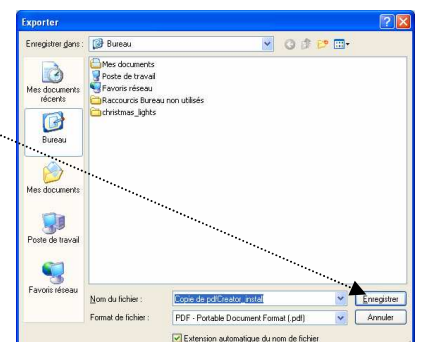 Exporter
Enregistrer dans :
Bureau
Mes documents
récents
Bureau
Mes documents
Poste de travail
Favoris réseau
Mes documents
Poste de travail
Favoris réseau
Raccourcis Bureau non utilisés
christmas_lights
Nom du fichier :
Copie de pdfCreator_install
Enregistrer
Format de fichier :
PDF - Portable Document Format (.pdf)
Annuler
Extension automatique du nom de fichier